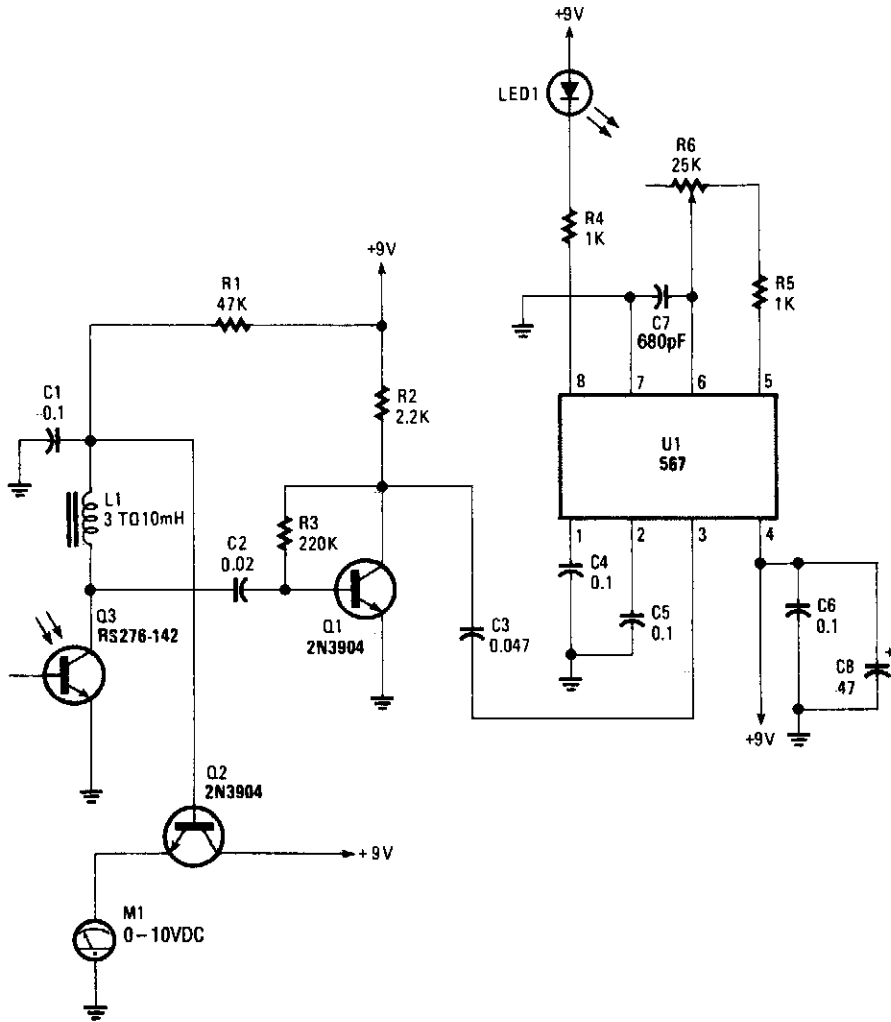 +9V
LED1
R6
25K
R4
1K
+9V
R1
47K
R5
1K
C7
680pF
8
7
6
5
C1
0.1
R2
2.2K
U1
567
L1
3 TO 10mH
R3
220K
1
2
3
4
C2
0.02
C4
0.1
Q3
RS276-142
Q1
2N3904
C3
0.047
C5
0.1
C6
0.1
+
C8
.47
+9V
Q2
2N3904
+9V
M1
0-10VDC